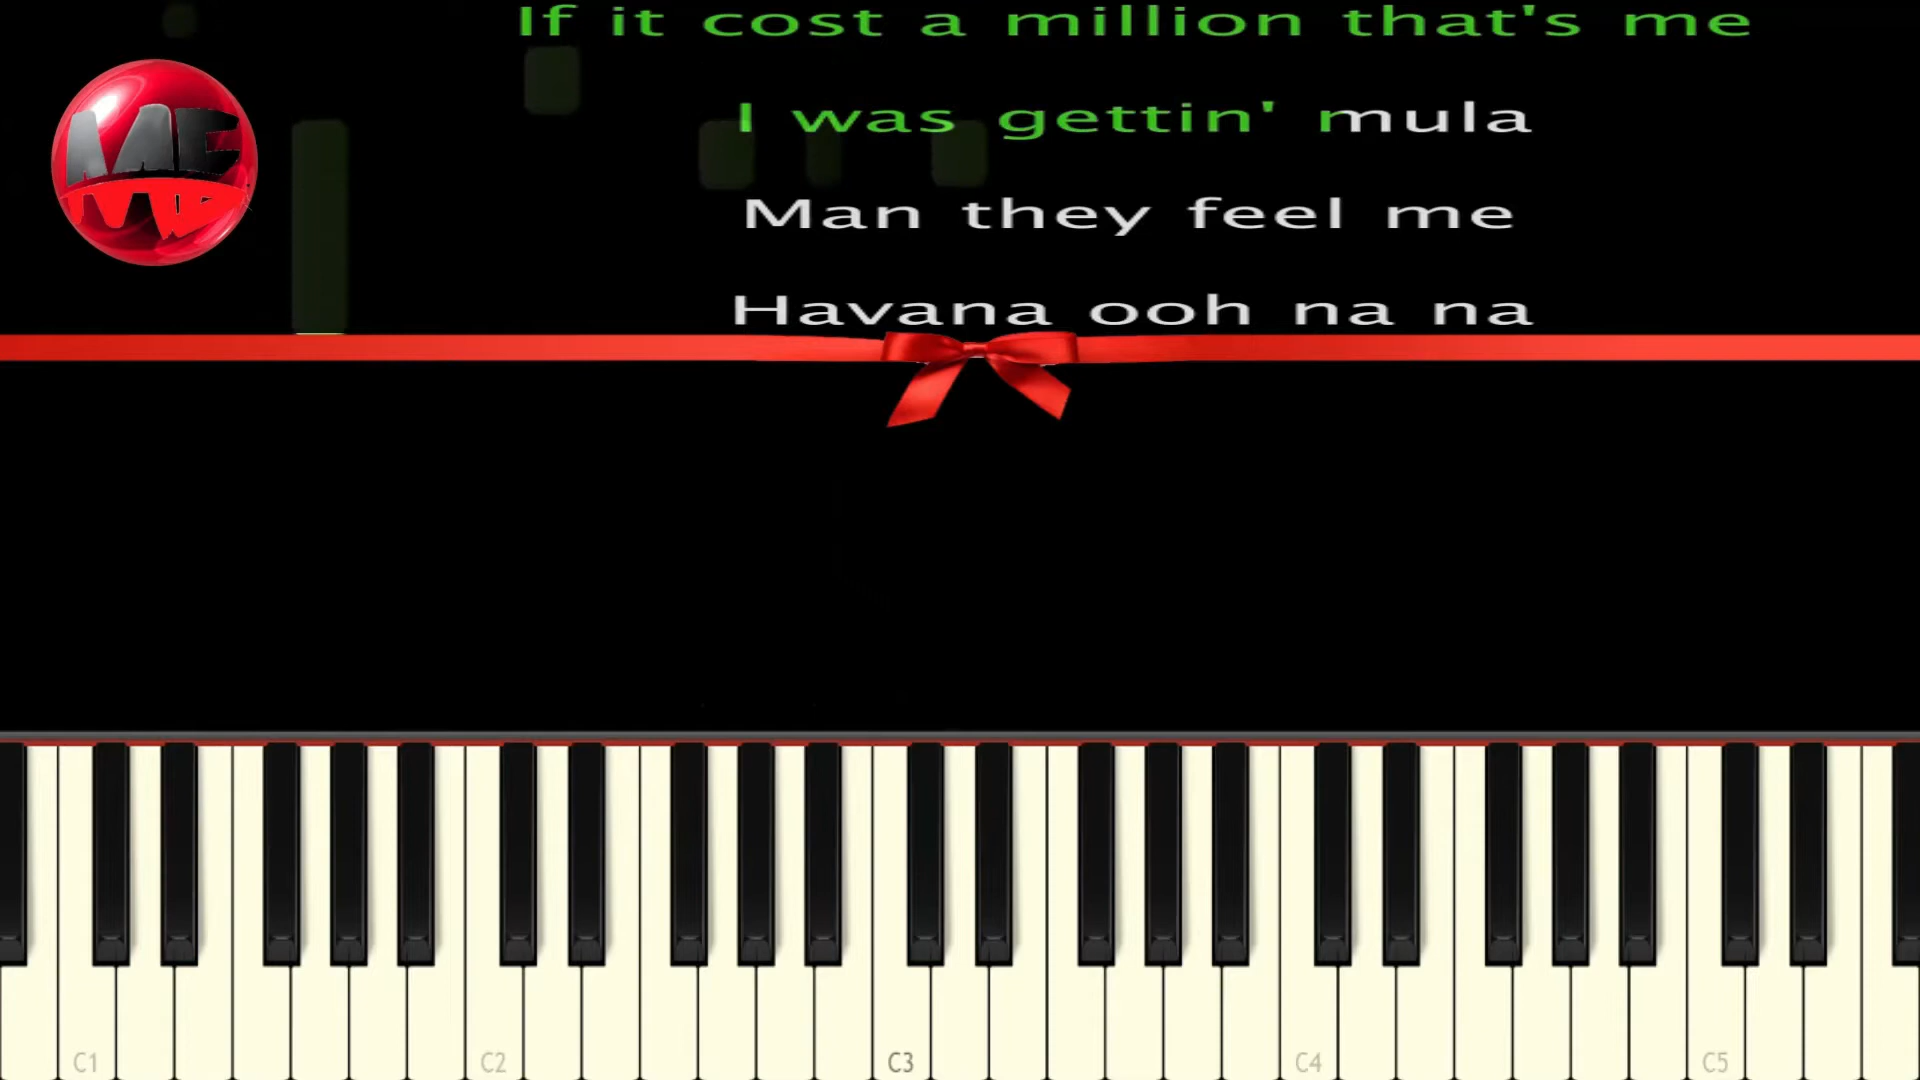 If it cost a million that's me
I was gettin' mula
Man they feel me
Havana ooh na na
ME
C1 C2 C3 C4 C5